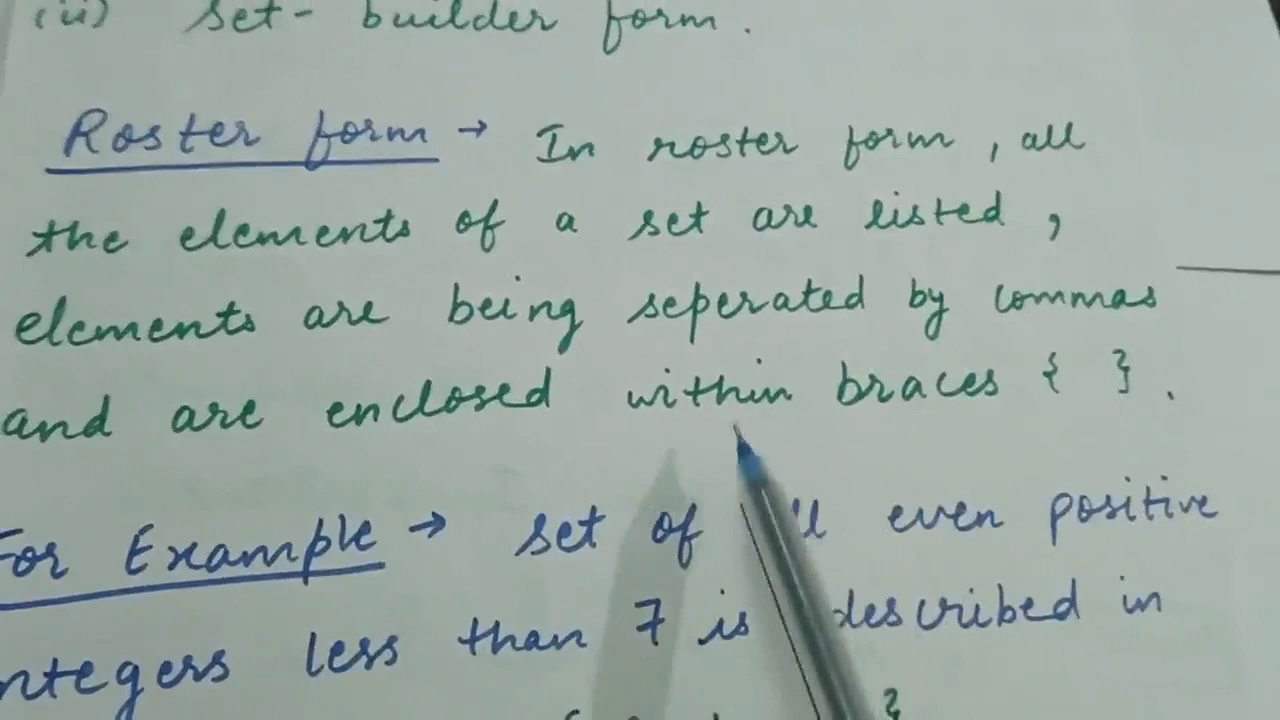 (ii) Set-builder form.
Roster form → In roster form, all
the elements of a set are listed,
elements are being seperated by commas
and are enclosed within braces { }.
For Example → set of all even positive
integers less than 7 is described in
}